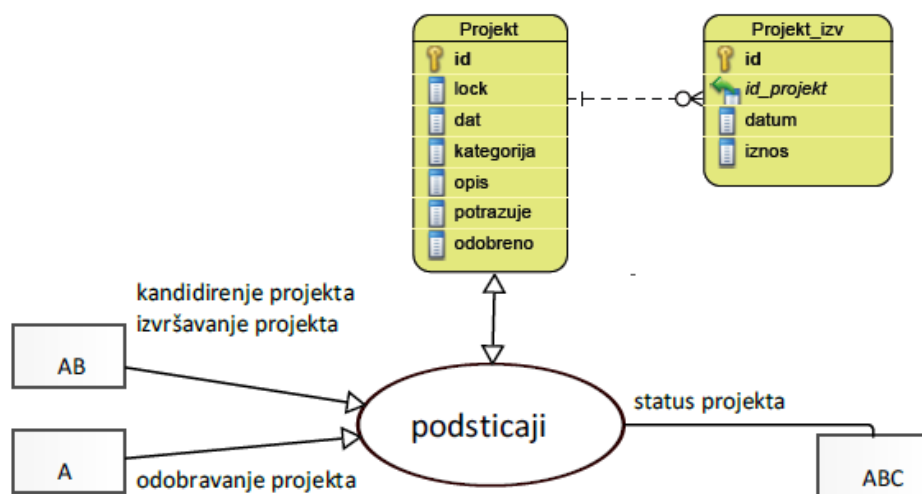 Projekt
id
lock
dat
kategorija
opis
potrazuje
odobreno
Projekt_izv
id
id_projekt
datum
iznos
kandidirenje projekta
izvršavanje projekta
AB
podsticaji
status projekta
A
odobravanje projekta
ABC